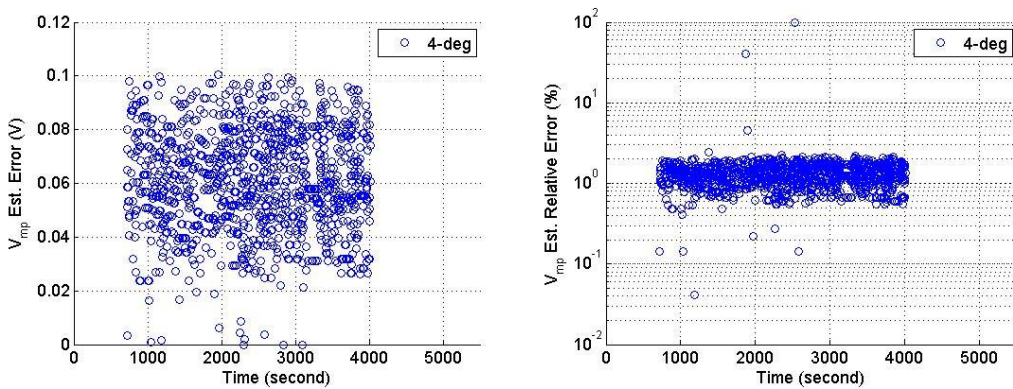 0.12
0.1
0.08
0.06
0.04
0.02
0
V_mp Est. Error (V)
4-deg
0 1000 2000 3000 4000 5000
Time (second)
10^2
10^1
10^0
10^-1
10^-2
V_mp Est. Relative Error (%)
4-deg
0 1000 2000 3000 4000 5000
Time (second)